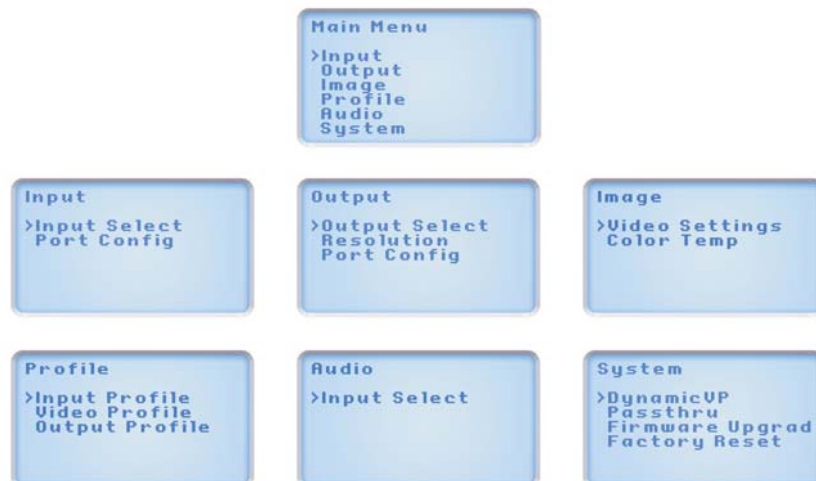 Main Menu
>Input
Output
Image
Profile
Audio
System
Input
>Input Select
Port Config
Output
>Output Select
Resolution
Port Config
Image
>Video Settings
Color Temp
Profile
>Input Profile
Video Profile
Output Profile
Audio
>Input Select
System
>DynamicVP
Passthru
Firmware Upgrad
Factory Reset